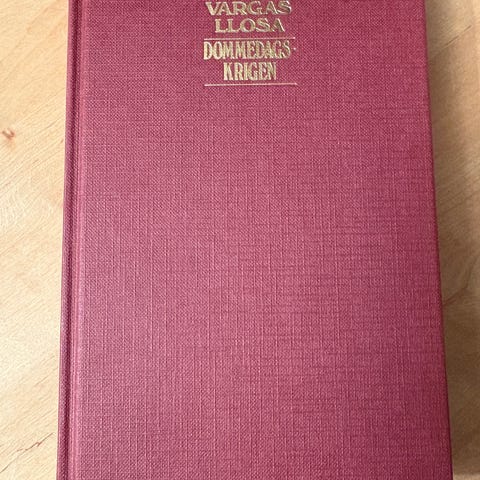 VARGAS
LLOSA
DOMMEDAGS-
KRIGEN